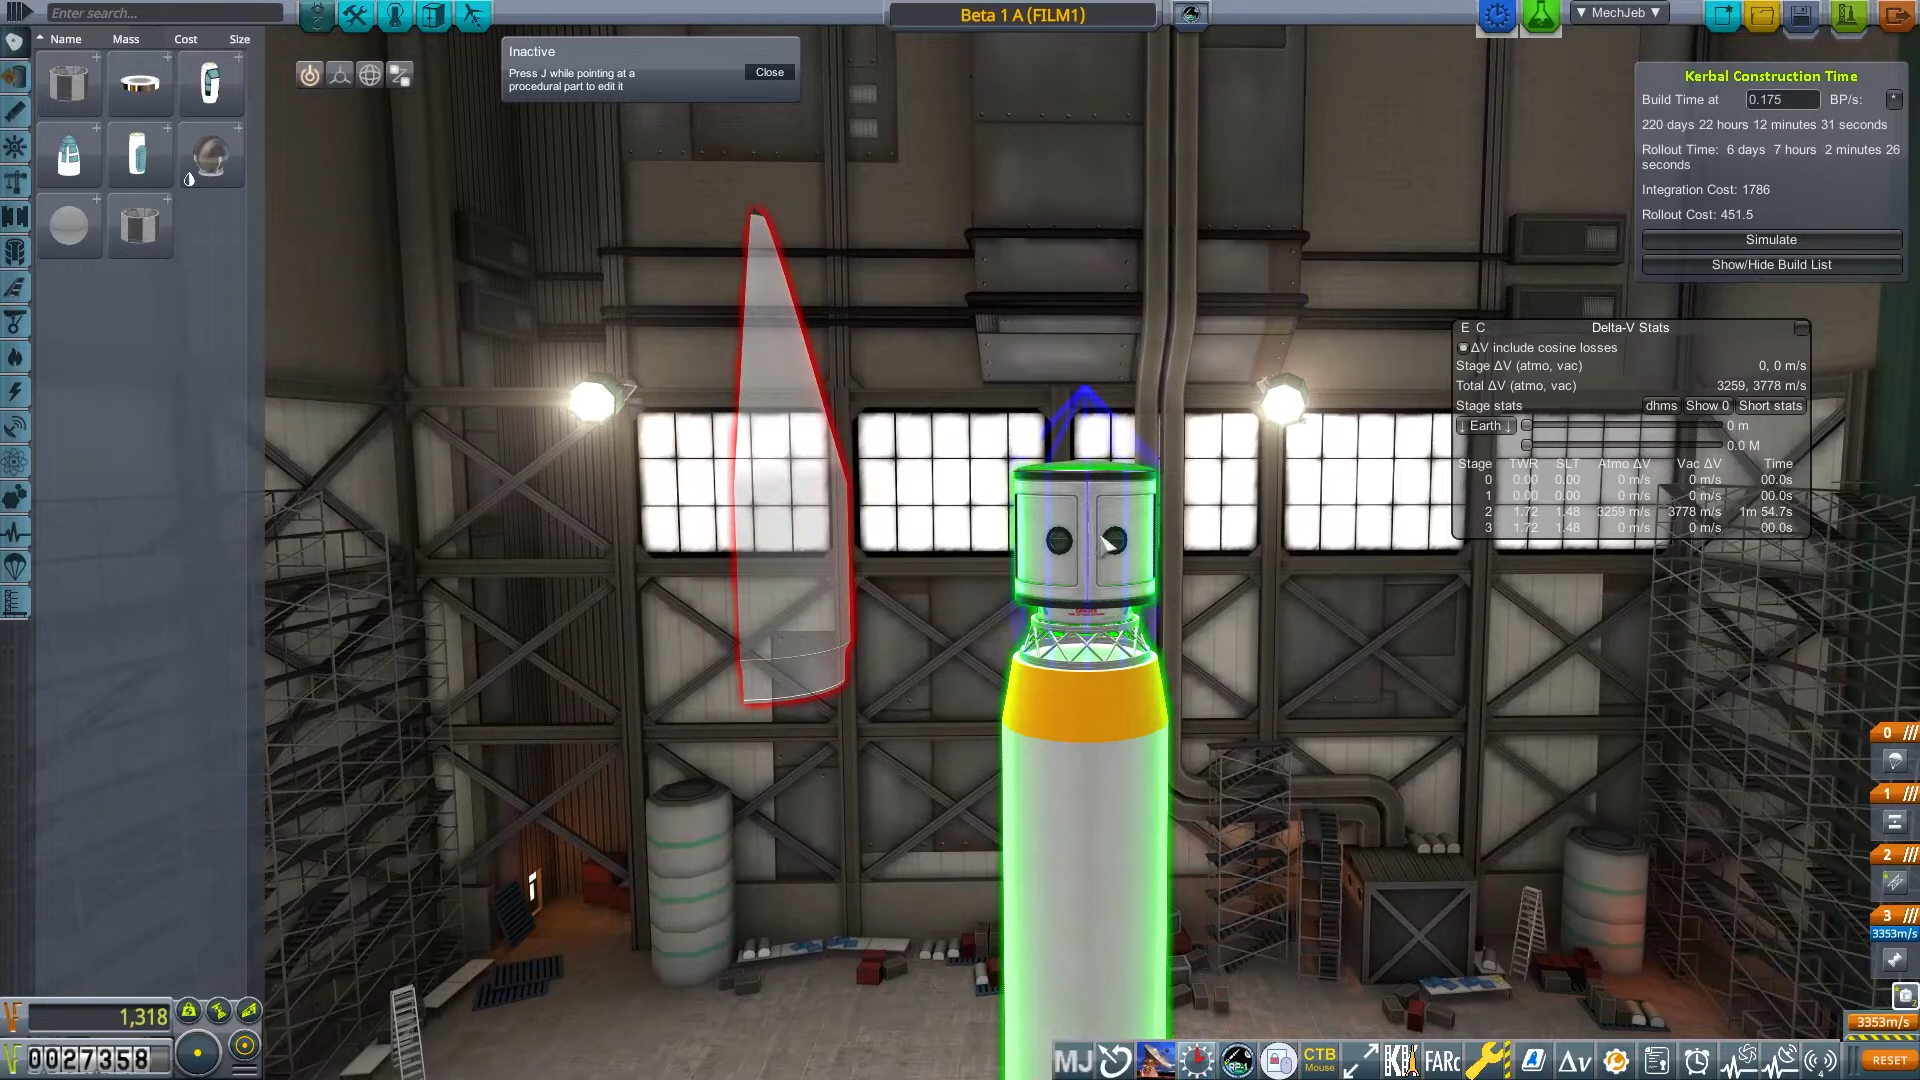 Enter search...
Beta 1 A (FILM1)
▼ MechJeb ▼
Name Mass Cost Size
Inactive
Press J while pointing at a
procedural part to edit it
Close
Kerbal Construction Time
Build Time at 0.175 BP/s: *
220 days 22 hours 12 minutes 31 seconds
Rollout Time: 6 days 7 hours 2 minutes 26
seconds
Integration Cost: 1786
Rollout Cost: 451.5
Simulate
Show/Hide Build List
E C Delta-V Stats
ΔV include cosine losses
Stage ΔV (atmo, vac) 0, 0 m/s
Total ΔV (atmo, vac) 3259, 3778 m/s
Stage stats dhms Show 0 Short stats
↓ Earth ↓ 0 m
0.0 M
Stage TWR SLT Atmo ΔV Vac ΔV Time
0 0.00 0.00 0 m/s 0 m/s 00.0s
1 0.00 0.00 0 m/s 0 m/s 00.0s
2 1.72 1.48 3259 m/s 3778 m/s 1m 54.7s
3 1.72 1.48 0 m/s 0 m/s 00.0s
0
1
2
3
3353m/s
3353m/s
1,318
0027358
MJ
RP-1
CTB
Mouse
FARc
Δv
4
RESET